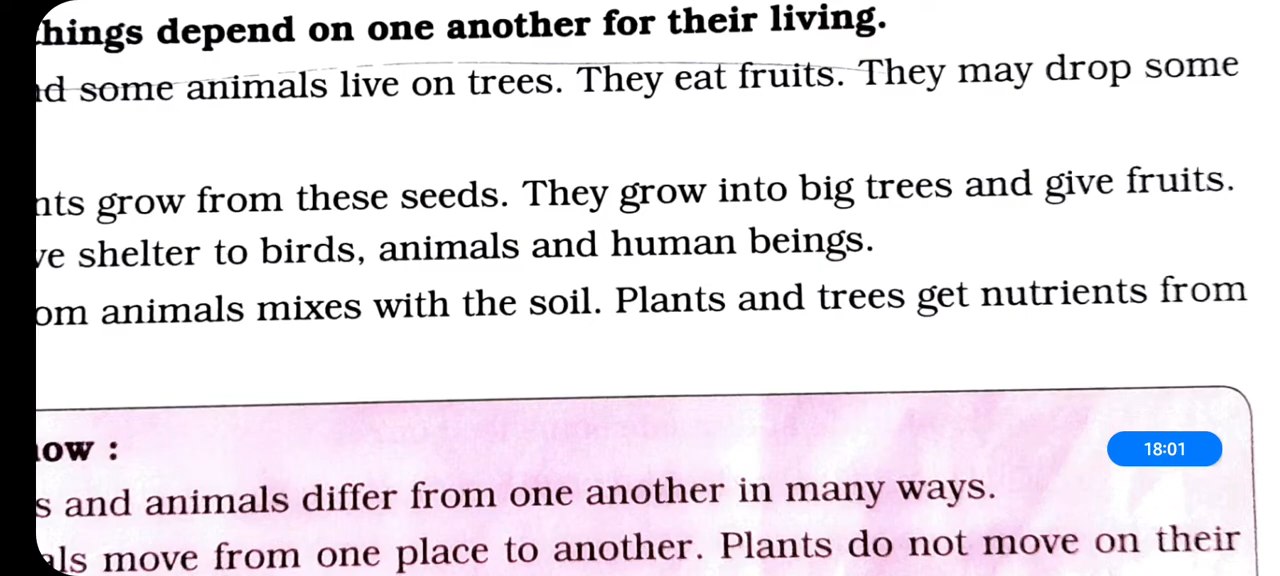 hings depend on one another for their living.
d some animals live on trees. They eat fruits. They may drop some
nts grow from these seeds. They grow into big trees and give fruits.
ve shelter to birds, animals and human beings.
om animals mixes with the soil. Plants and trees get nutrients from
ow :
18:01
s and animals differ from one another in many ways.
als move from one place to another. Plants do not move on their